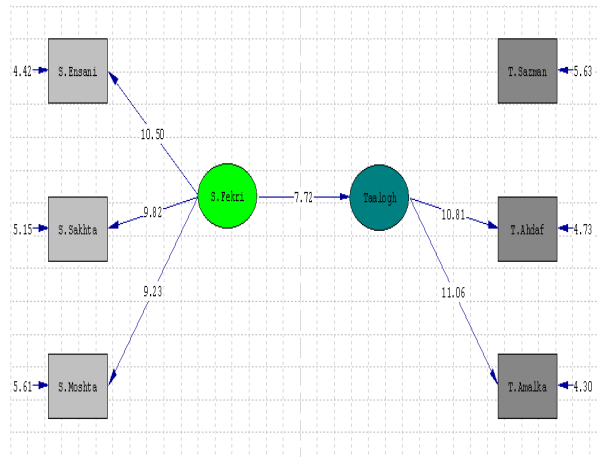 4.42
S.Ensani
T.Sazman
5.63
10.50
S.Fekri
7.72
Taalogh
9.82
10.81
5.15
S.Sakhta
T.Ahdaf
4.73
9.23
11.06
5.61
S.Moshta
T.Amalka
4.30